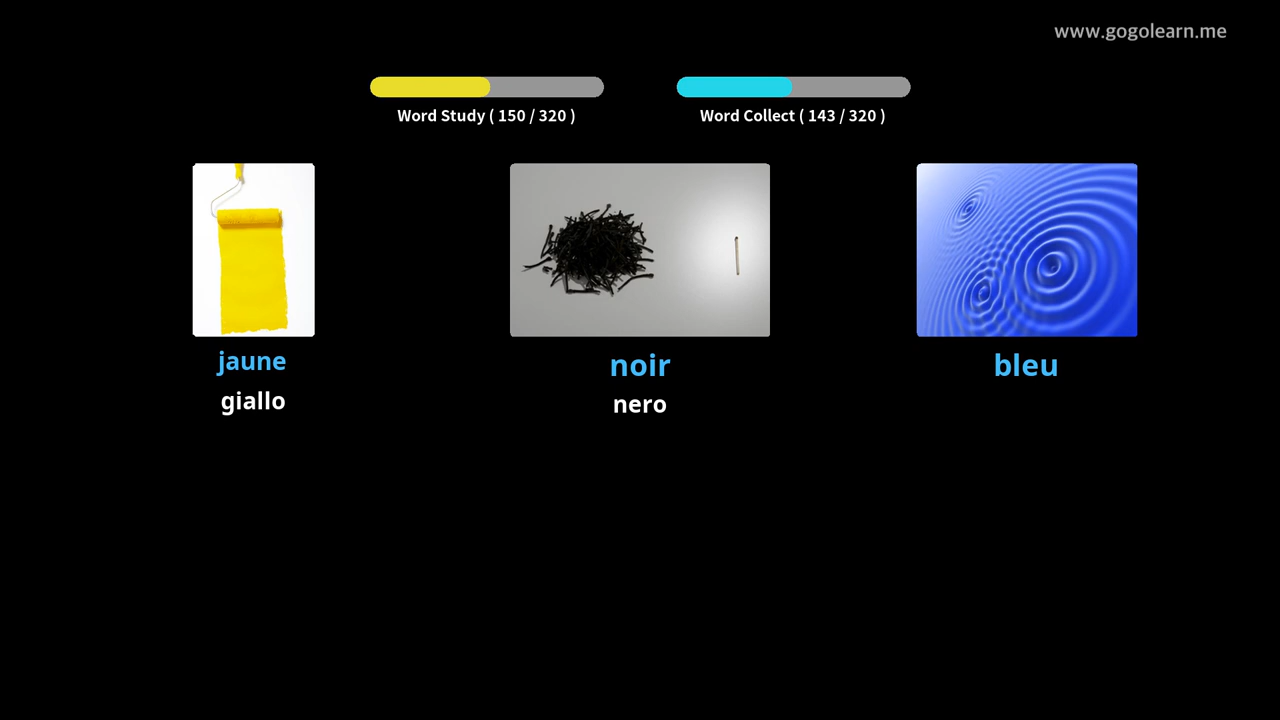 www.gogolearn.me
Word Study ( 150 / 320 )
Word Collect ( 143 / 320 )
jaune
giallo
noir
nero
bleu